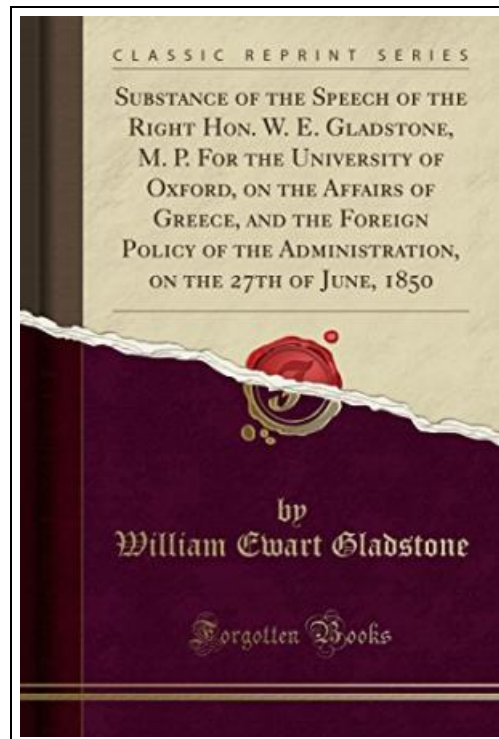 CLASSIC REPRINT SERIES
SUBSTANCE OF THE SPEECH OF THE
RIGHT HON. W. E. GLADSTONE,
M. P. FOR THE UNIVERSITY OF
OXFORD, ON THE AFFAIRS OF
GREECE, AND THE FOREIGN
POLICY OF THE ADMINISTRATION,
ON THE 27TH OF JUNE, 1850
by
William Ewart Gladstone
Forgotten Books